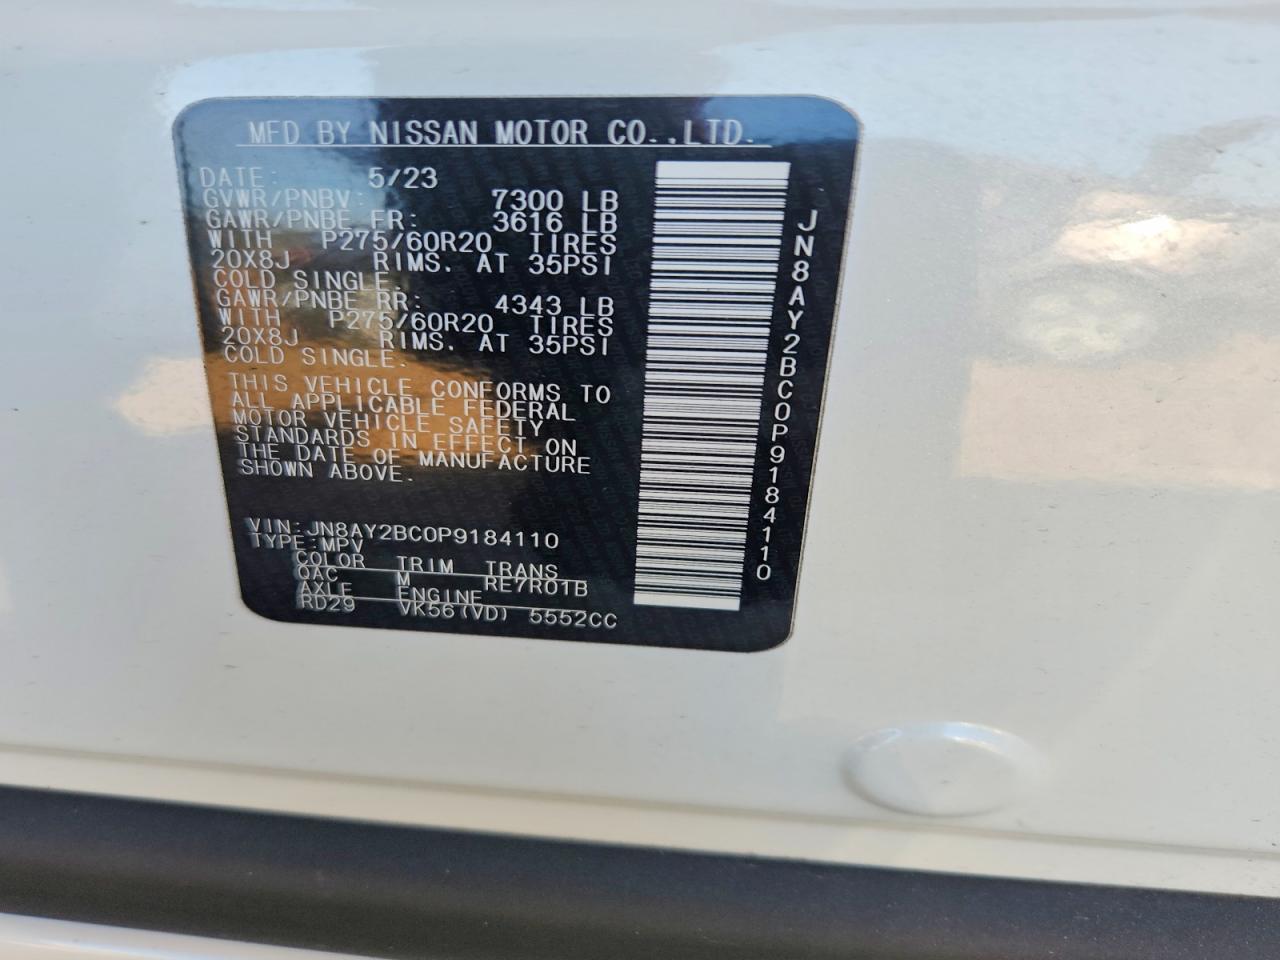 MFD BY NISSAN MOTOR CO.,LTD.
DATE: 5/23
GVWR/PNBV: 7300 LB
GAWR/PNBE FR: 3616 LB
WITH P275/60R20 TIRES
20X8J RIMS. AT 35PSI
COLD SINGLE.
GAWR/PNBE RR: 4343 LB
WITH P275/60R20 TIRES
20X8J RIMS. AT 35PSI
COLD SINGLE.
THIS VEHICLE CONFORMS TO
ALL APPLICABLE FEDERAL
MOTOR VEHICLE SAFETY
STANDARDS IN EFFECT ON
THE DATE OF MANUFACTURE
SHOWN ABOVE.
VIN:JN8AY2BC0P9184110
TYPE:MPV
COLOR TRIM TRANS
QAC M RE7R01B
AXLE ENGINE
RD29 VK56(VD) 5552CC
JN8AY2BC0P9184110